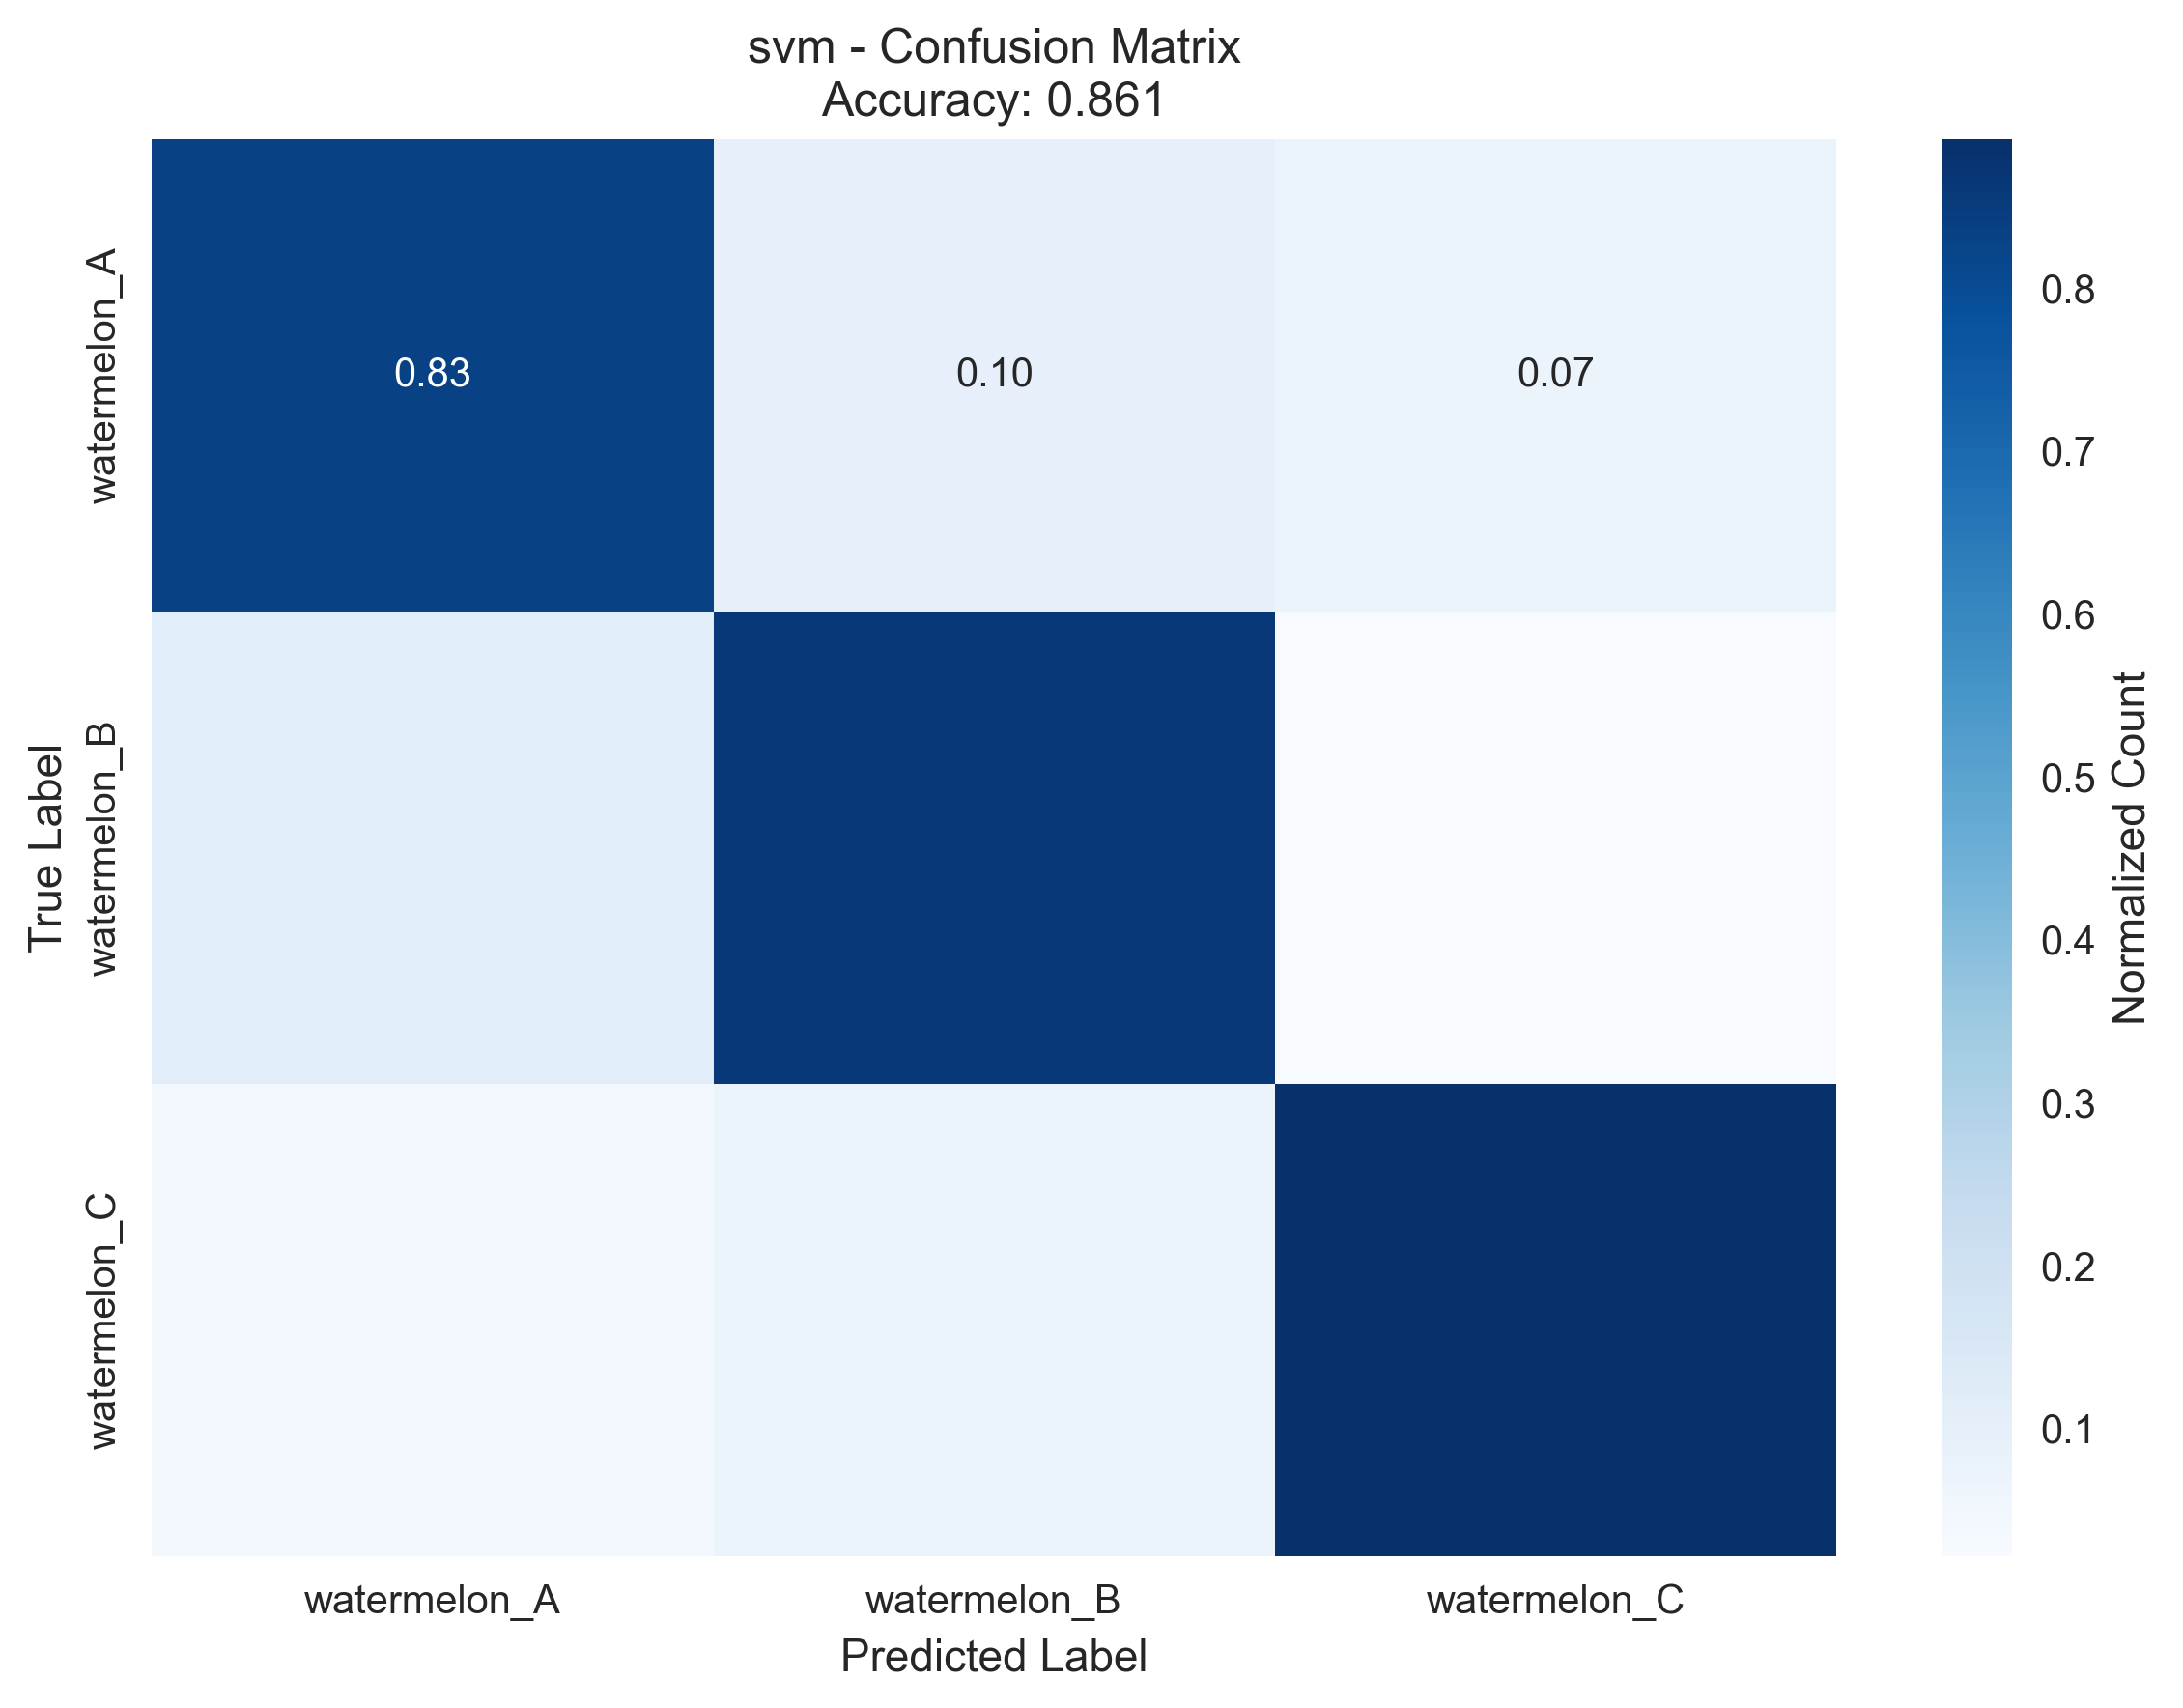 svm - Confusion Matrix
Accuracy: 0.861
True Label
watermelon_A
0.83
0.10
0.07
watermelon_B
watermelon_C
watermelon_A
watermelon_B
watermelon_C
Predicted Label
0.8
0.7
0.6
0.5
0.4
0.3
0.2
0.1
Normalized Count